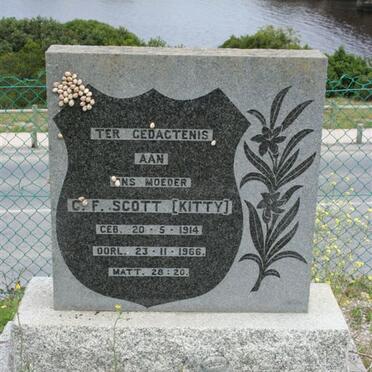 TER GEDACTENIS
AAN
ONS MOEDER
C. F. SCOTT [KITTY]
GEB. 20 - 5 - 1914
OORL. 23 - 11 - 1966.
MATT. 28:20.